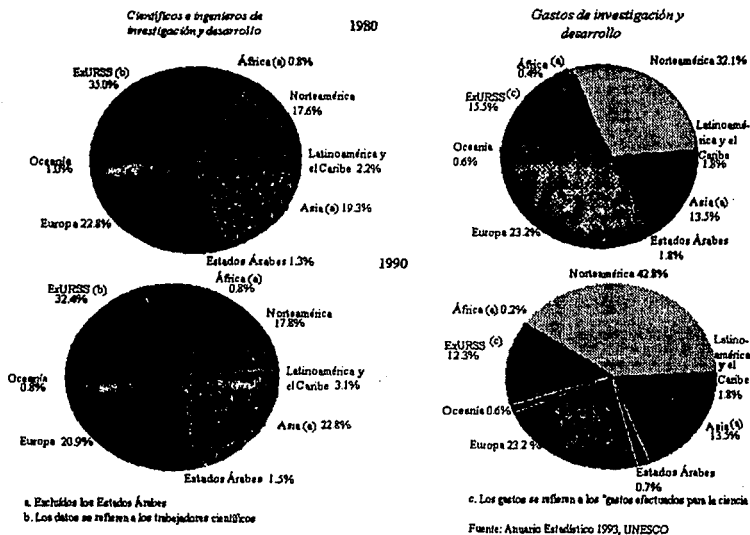 Científicos e ingenieros de
investigación y desarrollo
1980
África (a) 0.8%
ExURSS (b)
35.0%
Norteamérica
17.6%
Oceanía
1.0%
Latinoamérica y
el Caribe 2.2%
Asia (a) 19.3%
Europa 22.8%
Estados Árabes 1.3%
Gastos de investigación y
desarrollo
Norteamérica 32.1%
África (a)
0.4%
ExURSS (c)
15.5%
Latinoamé-
rica y el
Caribe
1.8%
Oceanía
0.6%
Asia (a)
13.5%
Europa 23.2%
Estados Árabes
1.8%
1990
África (a)
0.8%
ExURSS (b)
32.4%
Norteamérica
17.8%
Oceanía
0.8%
Latinoamérica y
el Caribe 3.1%
Asia (a) 22.8%
Europa 20.9%
Estados Árabes 1.5%
a. Excluidos los Estados Árabes
b. Los datos se refieren a los trabajadores científicos
Norteamérica 42.8%
África (a) 0.2%
ExURSS (c)
12.3%
Latino-
américa
y el
Caribe
1.8%
Oceanía 0.6%
Asia (a)
13.5%
Europa 23.2%
Estados Árabes
0.7%
c. Los gastos se refieren a los "gastos efectuados para la ciencia
Fuente: Anuario Estadístico 1993, UNESCO